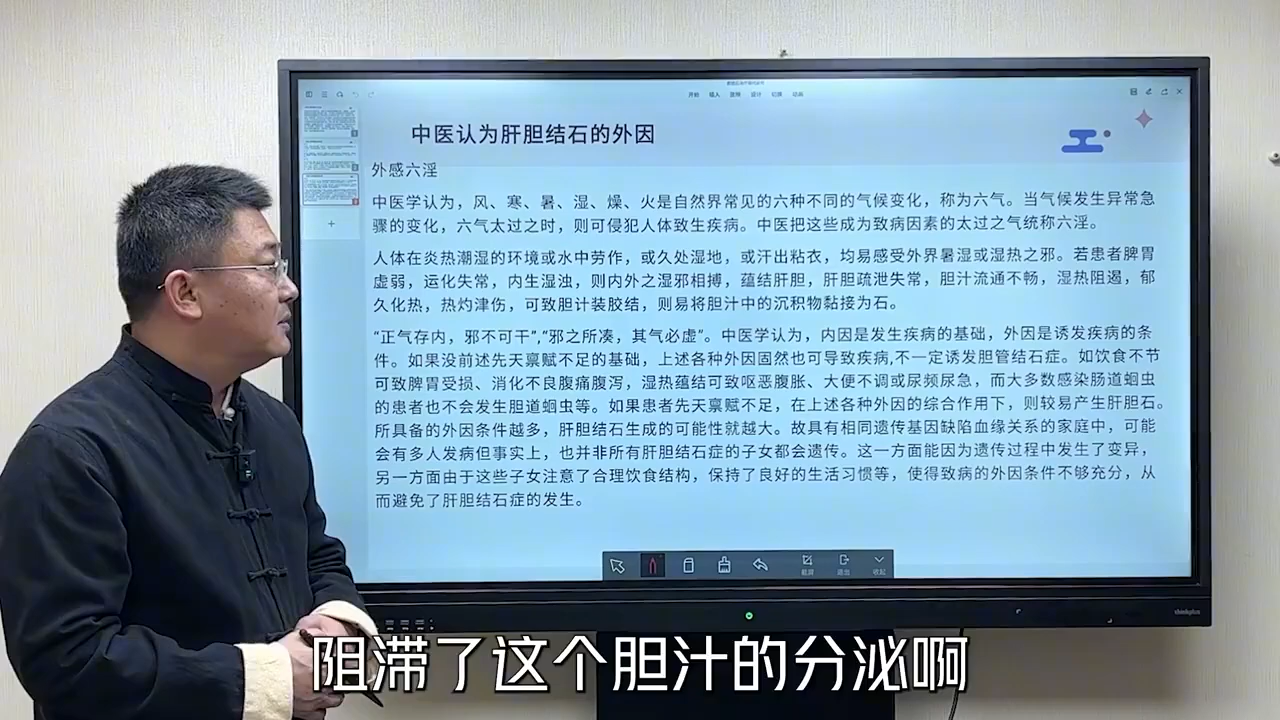 开始 插入 设计 切换 动画
中医认为肝胆结石的外因
外感六淫
中医学认为，风、寒、暑、湿、燥、火是自然界常见的六种不同的气候变化，称为六气。当气候发生异常急
骤的变化，六气太过之时，则可侵犯人体致生疾病。中医把这些成为致病因素的太过之气统称六淫。
人体在炎热潮湿的环境或水中劳作，或久处湿地，或汗出粘衣，均易感受外界暑湿或湿热之邪。若患者脾胃
虚弱，运化失常，内生湿浊，则内外之湿邪相搏，蕴结肝胆，肝胆疏泄失常，胆汁流通不畅，湿热阻遏，郁
久化热，热灼津伤，可致胆计装胶结，则易将胆汁中的沉积物黏接为石。
“正气存内，邪不可干”,“邪之所凑，其气必虚”。中医学认为，内因是发生疾病的基础，外因是诱发疾病的条
件。如果没前述先天禀赋不足的基础，上述各种外因固然也可导致疾病,不一定诱发胆管结石症。如饮食不节
可致脾胃受损、消化不良腹痛腹泻，湿热蕴结可致呕恶腹胀、大便不调或尿频尿急，而大多数感染肠道蛔虫
的患者也不会发生胆道蛔虫等。如果患者先天禀赋不足，在上述各种外因的综合作用下，则较易产生肝胆石。
所具备的外因条件越多，肝胆结石生成的可能性就越大。故具有相同遗传基因缺陷血缘关系的家庭中，可能
会有多人发病但事实上，也并非所有肝胆结石症的子女都会遗传。这一方面能因为遗传过程中发生了变异，
另一方面由于这些子女注意了合理饮食结构，保持了良好的生活习惯等，使得致病的外因条件不够充分，从
而避免了肝胆结石症的发生。
截屏 退出 收起
thinkplus
阻滞了这个胆汁的分泌啊